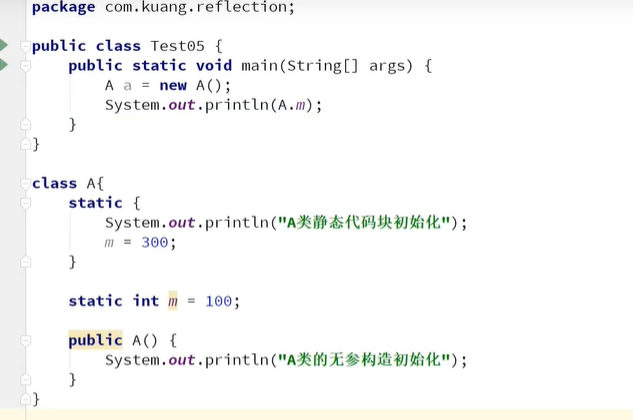 package com.kuang.reflection;
public class Test05 {
public static void main(String[] args) {
A a = new A();
System.out.println(A.m);
}
}
class A{
static {
System.out.println("A类静态代码块初始化");
m = 300;
}
static int m = 100;
public A() {
System.out.println("A类的无参构造初始化");
}
}